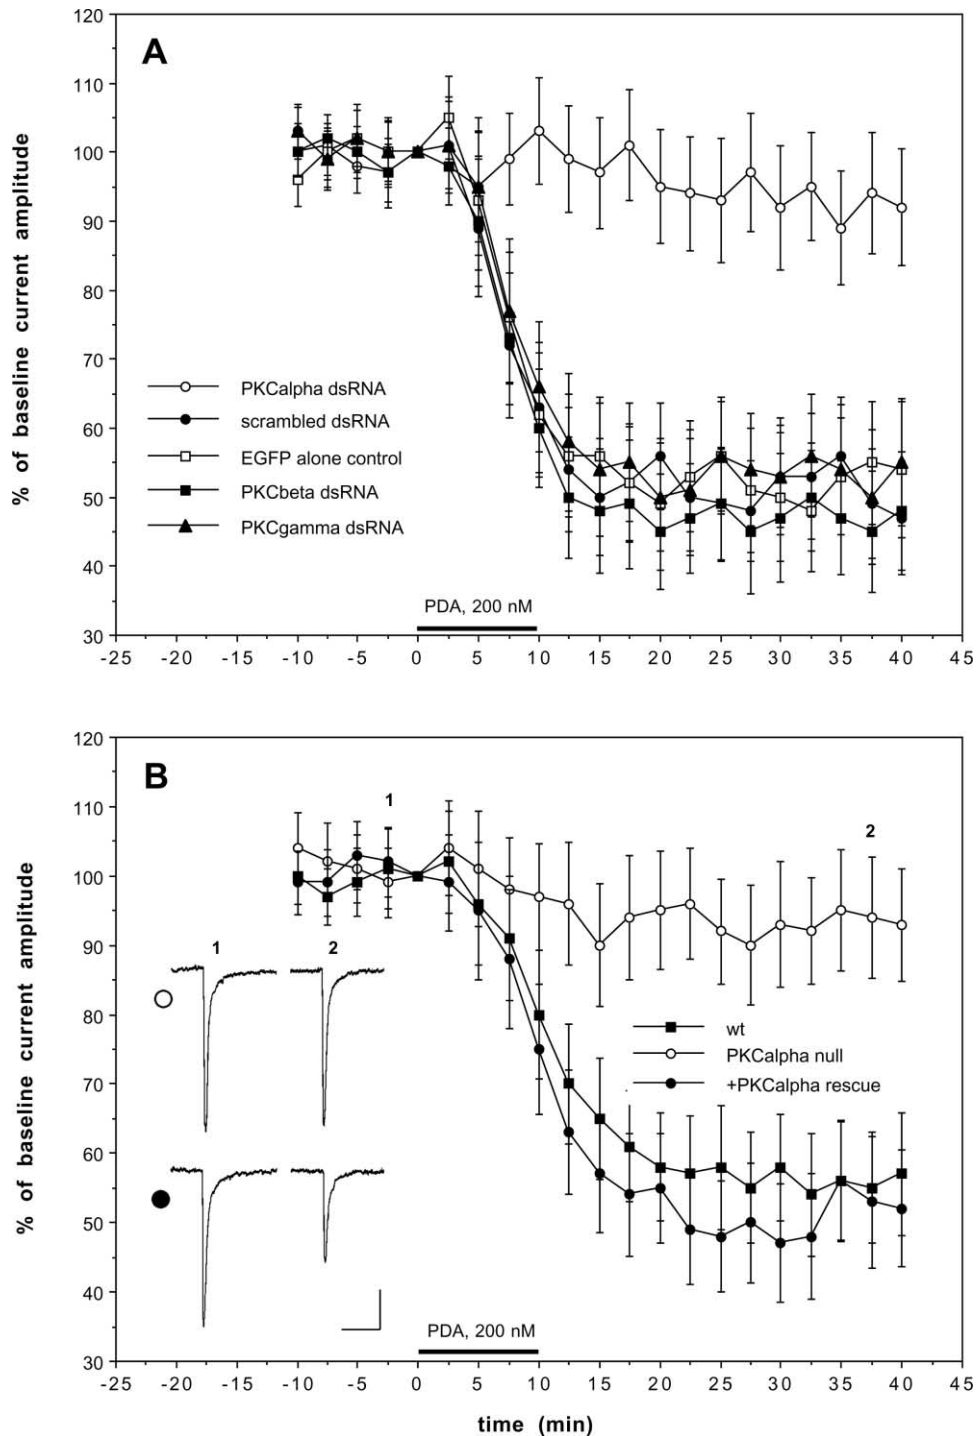 A
120
110
100
90
80
70
60
50
40
30
% of baseline current amplitude
PKCalpha dsRNA
scrambled dsRNA
EGFP alone control
PKCbeta dsRNA
PKCgamma dsRNA
PDA, 200 nM
-25 -20 -15 -10 -5 0 5 10 15 20 25 30 35 40 45
B
120
110
100
90
80
70
60
50
40
30
% of baseline current amplitude
1
2
1 2
wt
PKCalpha null
+PKCalpha rescue
PDA, 200 nM
-25 -20 -15 -10 -5 0 5 10 15 20 25 30 35 40 45
time (min)